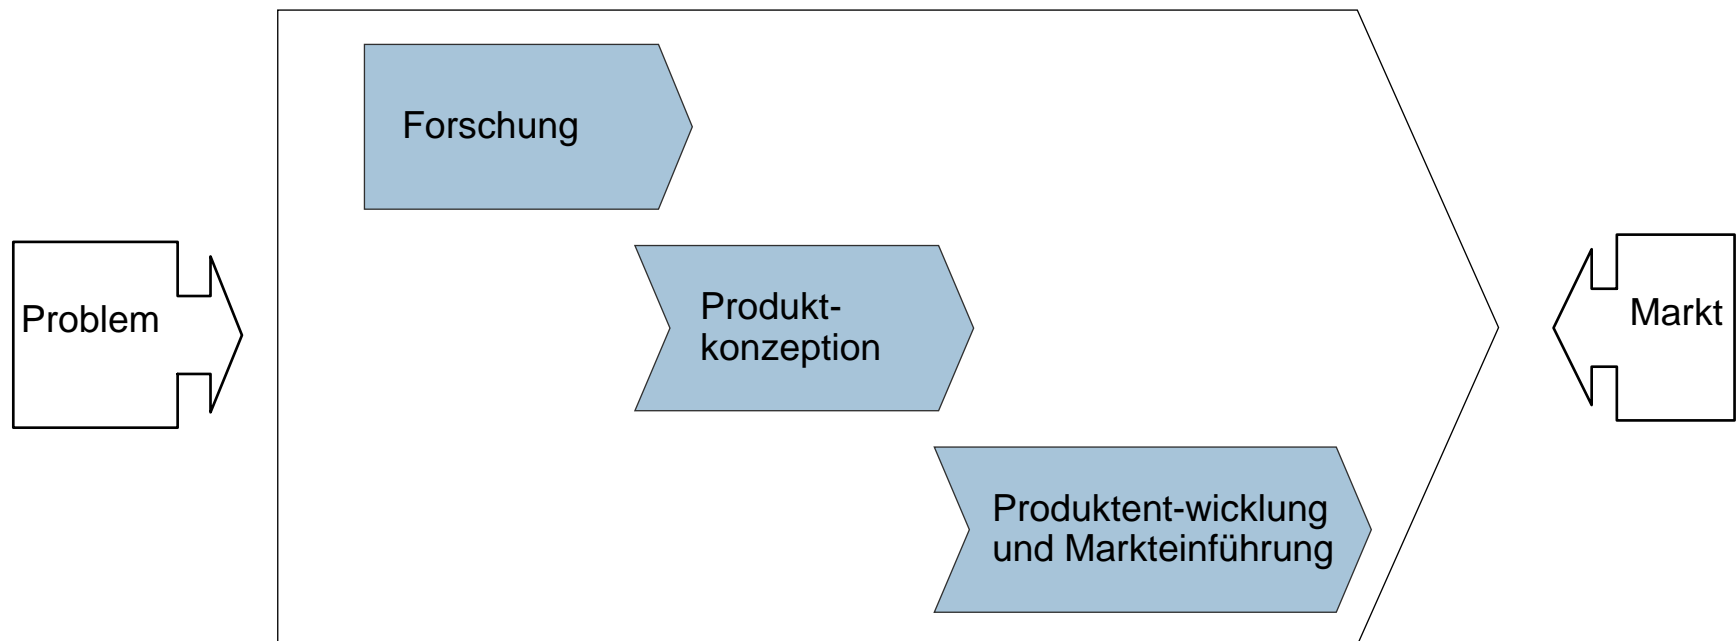 Forschung
Problem
Produkt-
konzeption
Markt
Produktent-wicklung
und Markteinführung